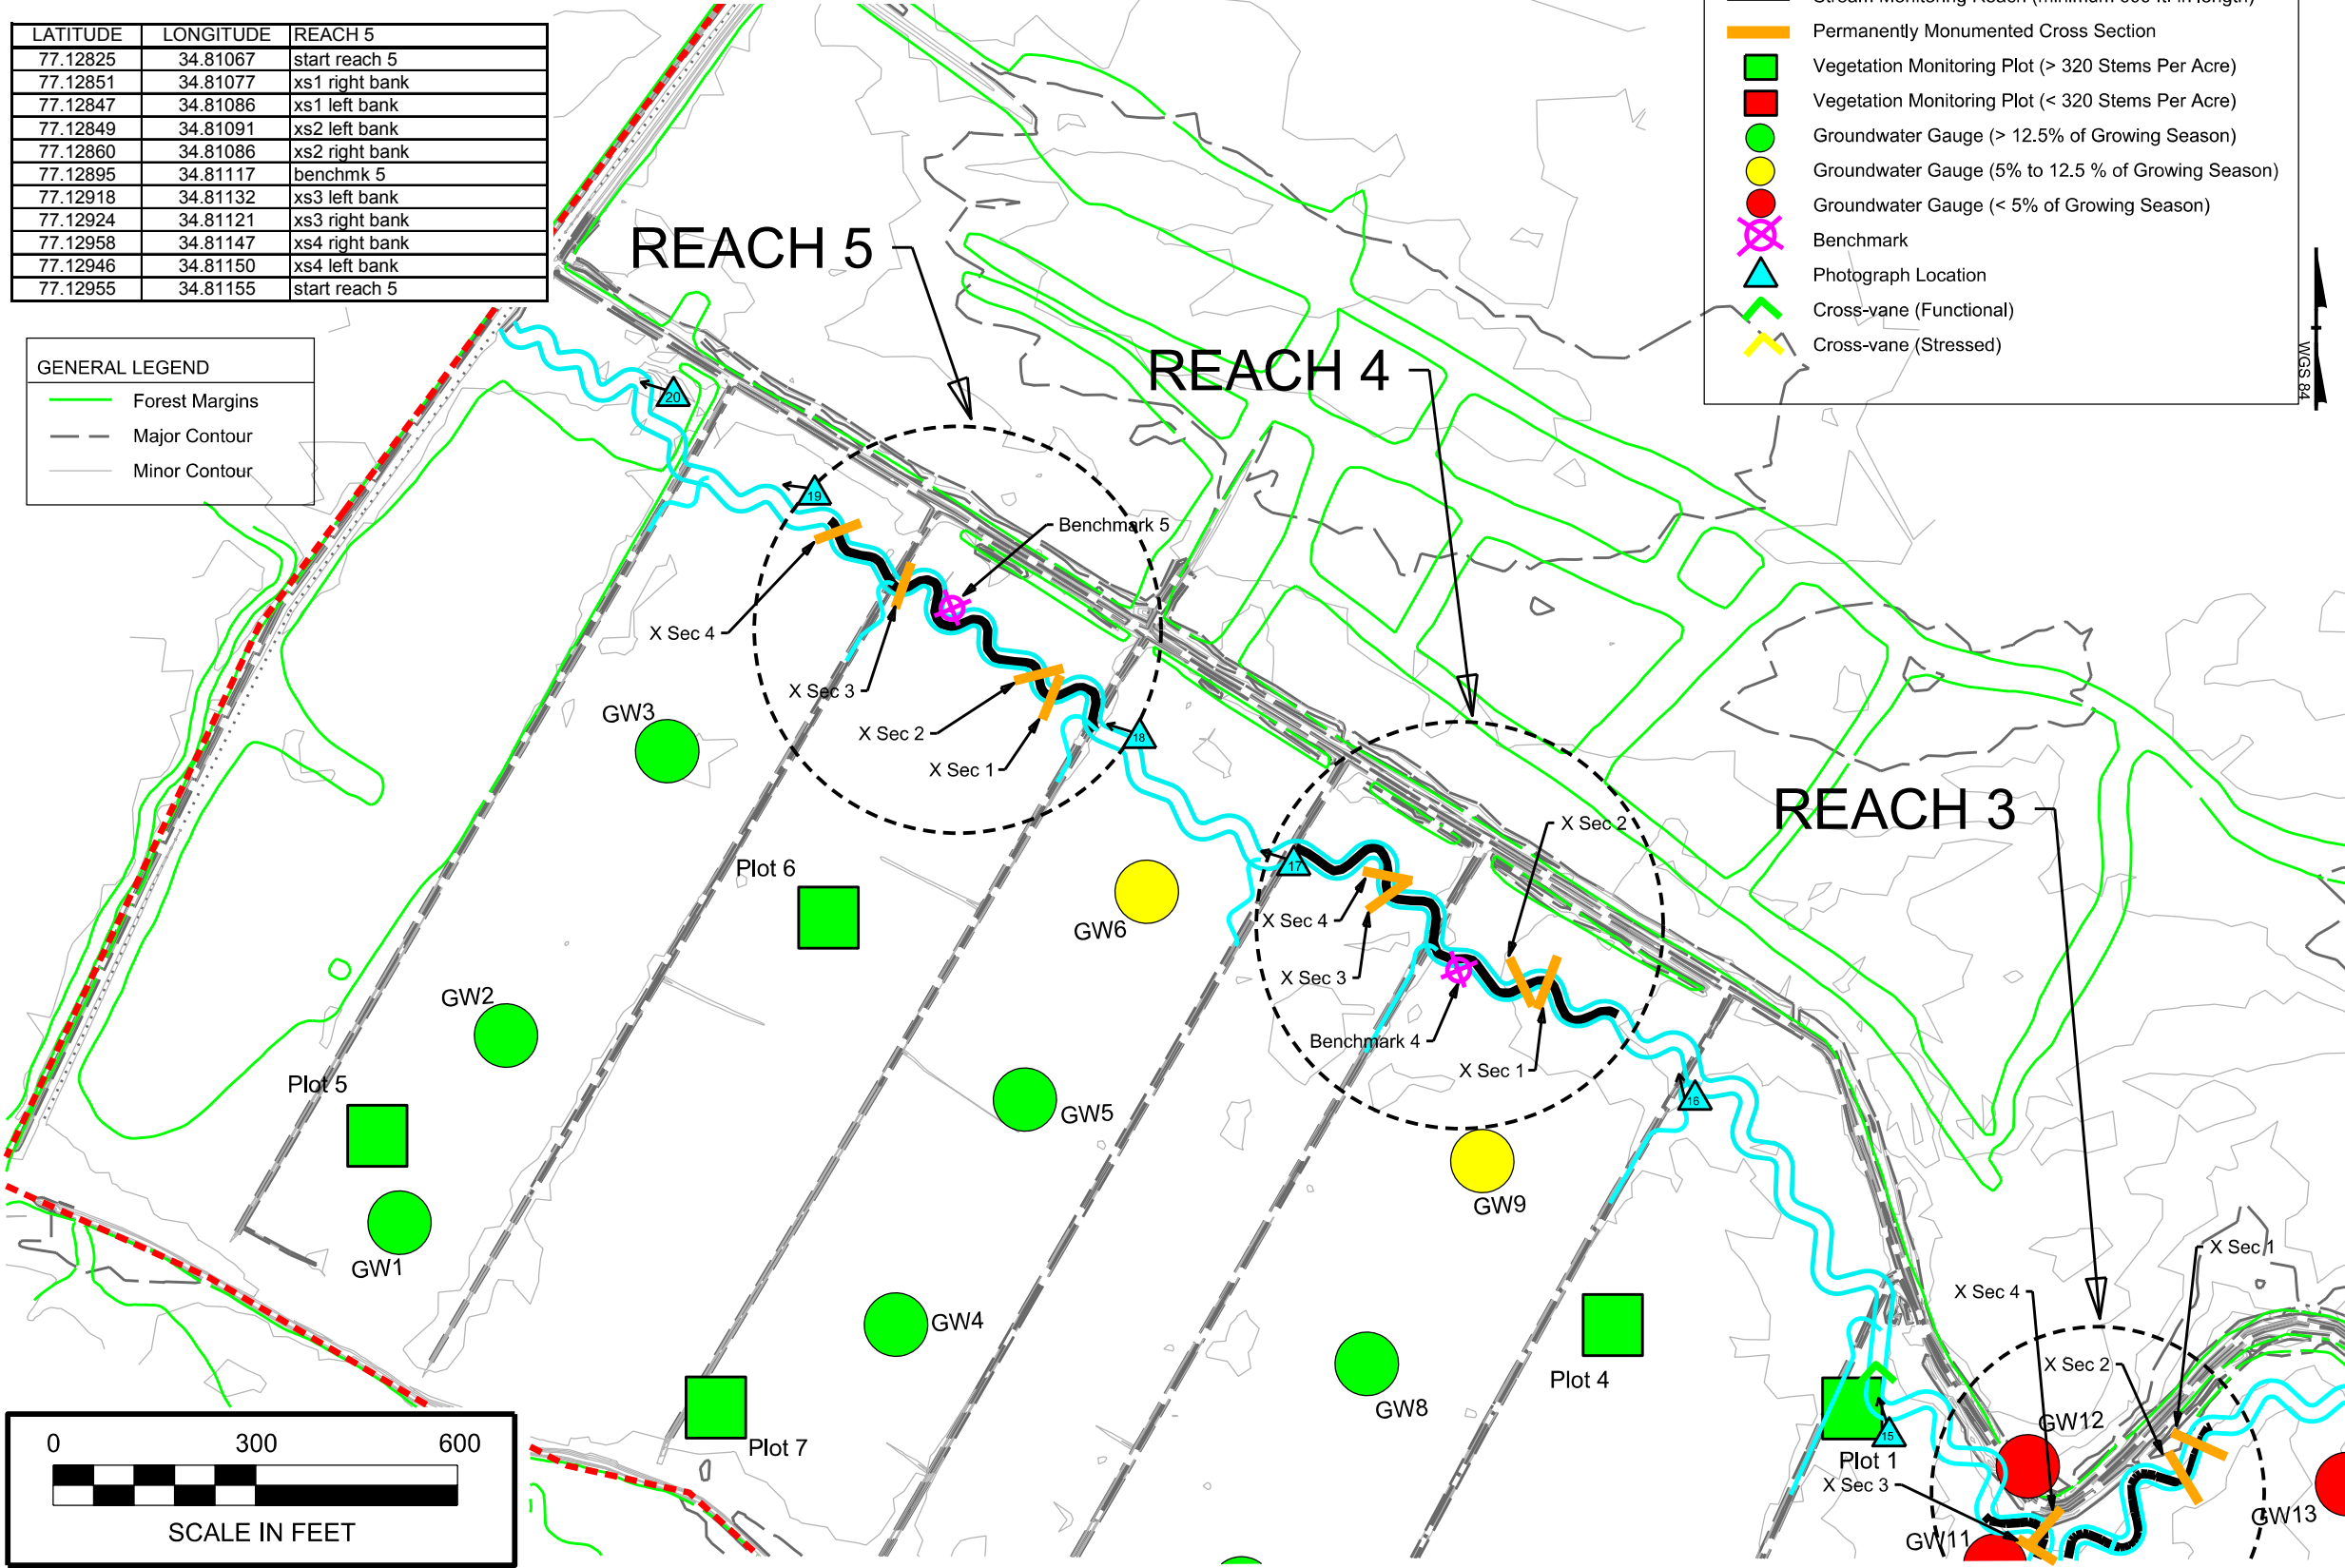 LATITUDE LONGITUDE REACH 5
77.12825 34.81067 start reach 5
77.12851 34.81077 xs1 right bank
77.12847 34.81086 xs1 left bank
77.12849 34.81091 xs2 left bank
77.12860 34.81086 xs2 right bank
77.12895 34.81117 benchmk 5
77.12918 34.81132 xs3 left bank
77.12924 34.81121 xs3 right bank
77.12958 34.81147 xs4 right bank
77.12946 34.81150 xs4 left bank
77.12955 34.81155 start reach 5
GENERAL LEGEND
Forest Margins
Major Contour
Minor Contour
Permanently Monumented Cross Section
Vegetation Monitoring Plot (> 320 Stems Per Acre)
Vegetation Monitoring Plot (< 320 Stems Per Acre)
Groundwater Gauge (> 12.5% of Growing Season)
Groundwater Gauge (5% to 12.5 % of Growing Season)
Groundwater Gauge (< 5% of Growing Season)
Benchmark
Photograph Location
Cross-vane (Functional)
Cross-vane (Stressed)
WGS 84
REACH 5
REACH 4
REACH 3
20
19
Benchmark 5
X Sec 4
X Sec 3
X Sec 2
X Sec 1
18
GW3
Plot 6
GW6
17
X Sec 2
X Sec 4
X Sec 3
Benchmark 4
X Sec 1
16
GW2
Plot 5
GW5
GW9
GW1
GW4
GW8
Plot 4
Plot 7
X Sec 1
X Sec 4
X Sec 2
GW12
15
Plot 1
X Sec 3
GW11
GW13
0 300 600
SCALE IN FEET